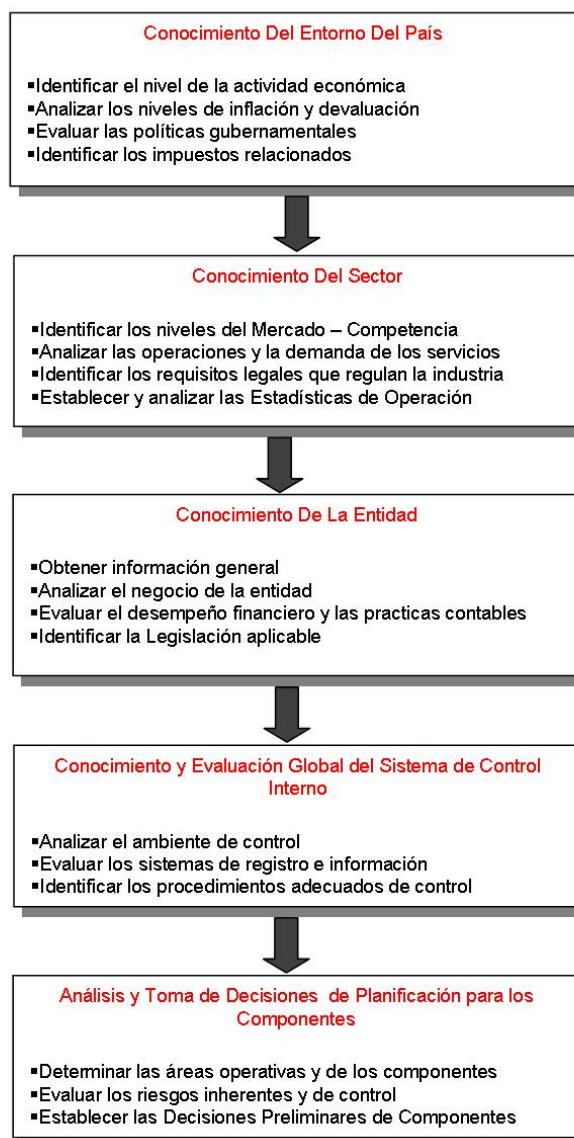 Conocimiento Del Entorno Del País
▪Identificar el nivel de la actividad económica
▪Analizar los niveles de inflación y devaluación
▪Evaluar las políticas gubernamentales
▪Identificar los impuestos relacionados
Conocimiento Del Sector
▪Identificar los niveles del Mercado – Competencia
▪Analizar las operaciones y la demanda de los servicios
▪Identificar los requisitos legales que regulan la industria
▪Establecer y analizar las Estadísticas de Operación
Conocimiento De La Entidad
▪Obtener información general
▪Analizar el negocio de la entidad
▪Evaluar el desempeño financiero y las practicas contables
▪Identificar la Legislación aplicable
Conocimiento y Evaluación Global del Sistema de Control
Interno
▪Analizar el ambiente de control
▪Evaluar los sistemas de registro e información
▪Identificar los procedimientos adecuados de control
Análisis y Toma de Decisiones de Planificación para los
Componentes
▪Determinar las áreas operativas y de los componentes
▪Evaluar los riesgos inherentes y de control
▪Establecer las Decisiones Preliminares de Componentes